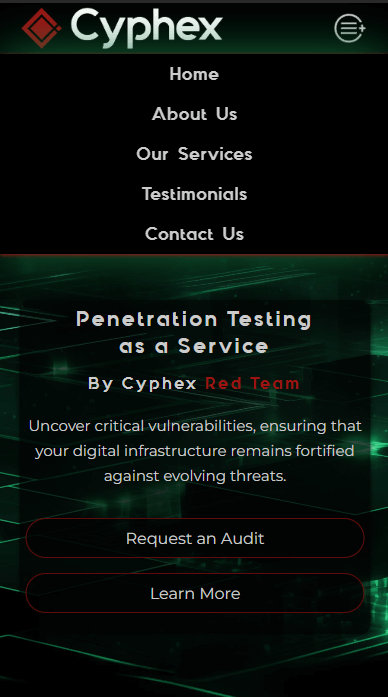 Cyphex
Home
About Us
Our Services
Testimonials
Contact Us
Penetration Testing
as a Service
By Cyphex Red Team
Uncover critical vulnerabilities, ensuring that
your digital infrastructure remains fortified
against evolving threats.
Request an Audit
Learn More